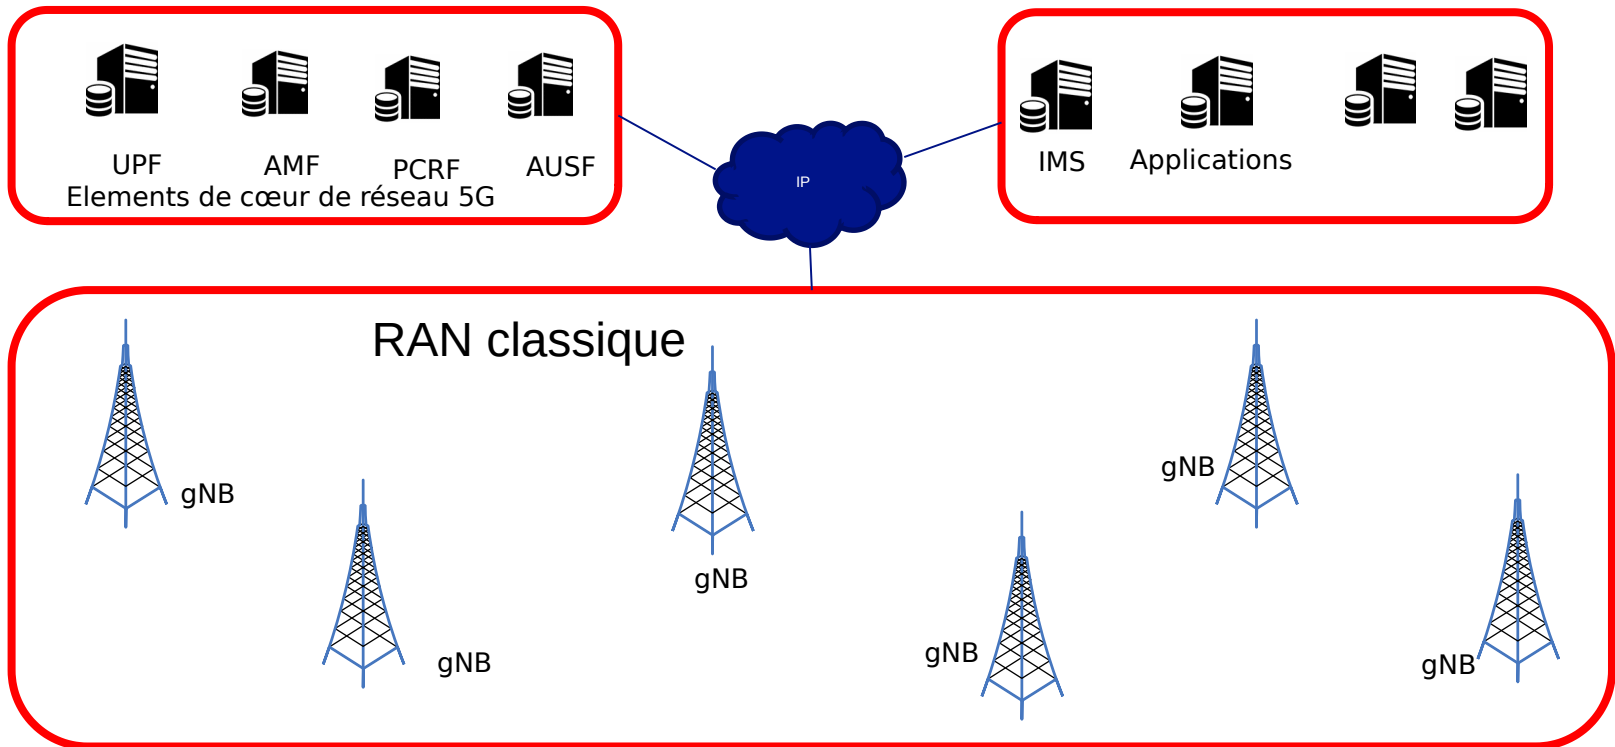 UPF
AMF
PCRF
AUSF
Elements de cœur de réseau 5G
IP
IMS
Applications
RAN classique
gNB
gNB
gNB
gNB
gNB
gNB